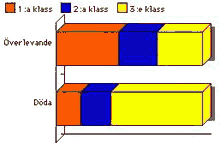 1:a klass 2:a klass 3:e klass
Överlevande
Döda